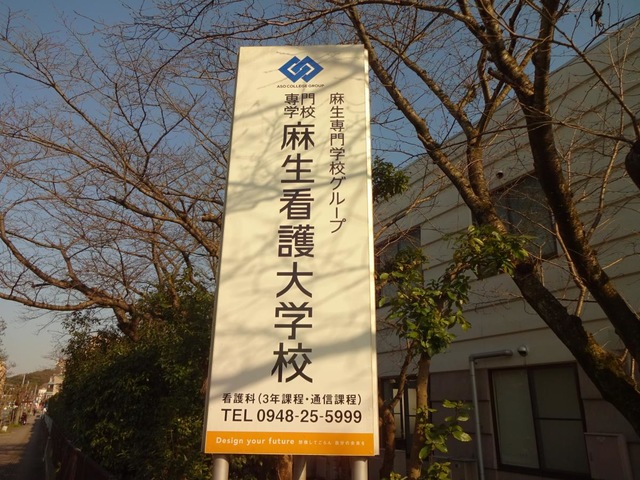 ASO COLLEGE GROUP
麻生専門学校グループ
専門学校
麻生看護大学校
看護科(3年課程・通信課程)
TEL 0948-25-5999
Design your future